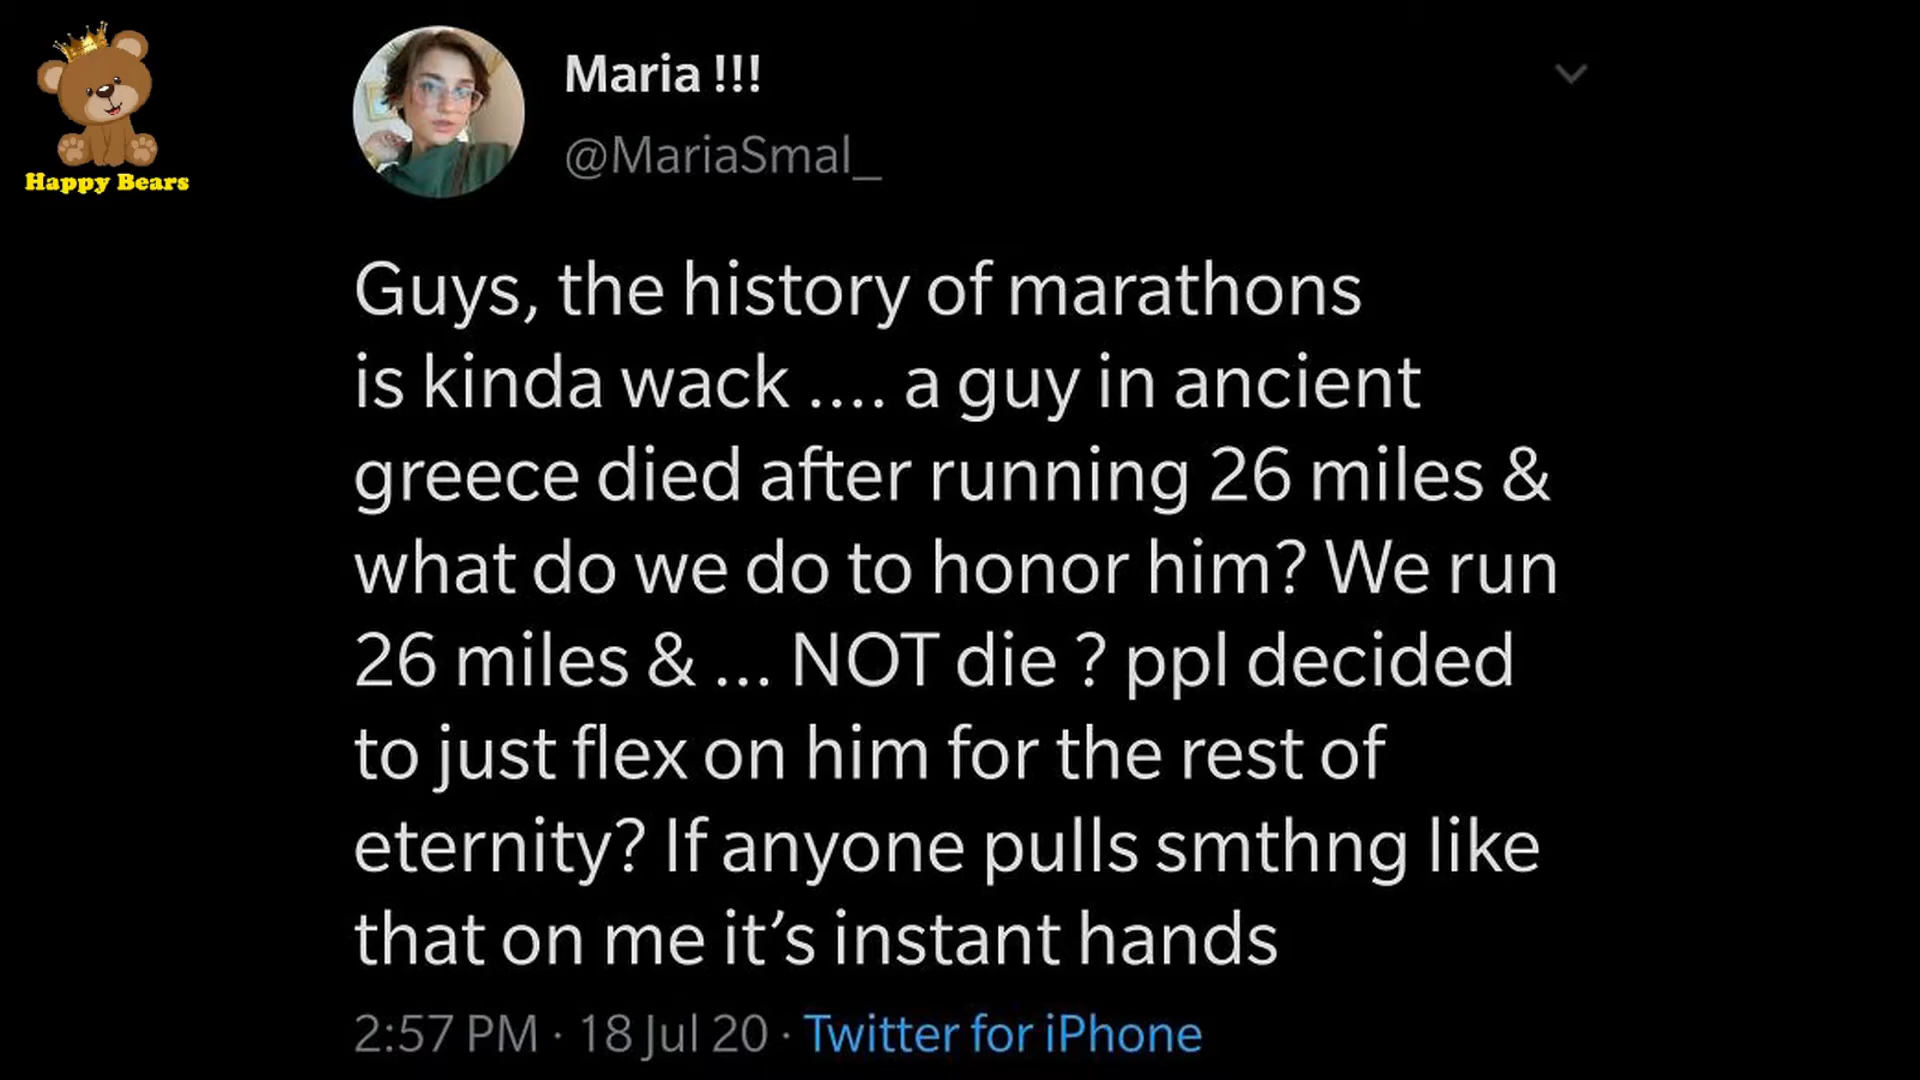 Happy Bears
Maria !!!
@MariaSmal_
Guys, the history of marathons
is kinda wack .... a guy in ancient
greece died after running 26 miles &
what do we do to honor him? We run
26 miles & ... NOT die ? ppl decided
to just flex on him for the rest of
eternity? If anyone pulls smthng like
that on me it’s instant hands
2:57 PM · 18 Jul 20 · Twitter for iPhone